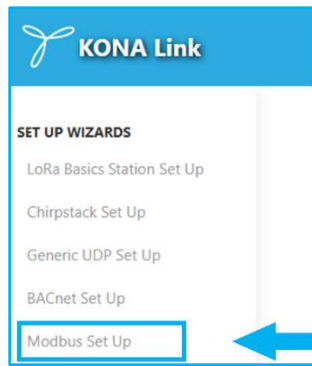 KONA Link
SET UP WIZARDS
LoRa Basics Station Set Up
Chirpstack Set Up
Generic UDP Set Up
BACnet Set Up
Modbus Set Up